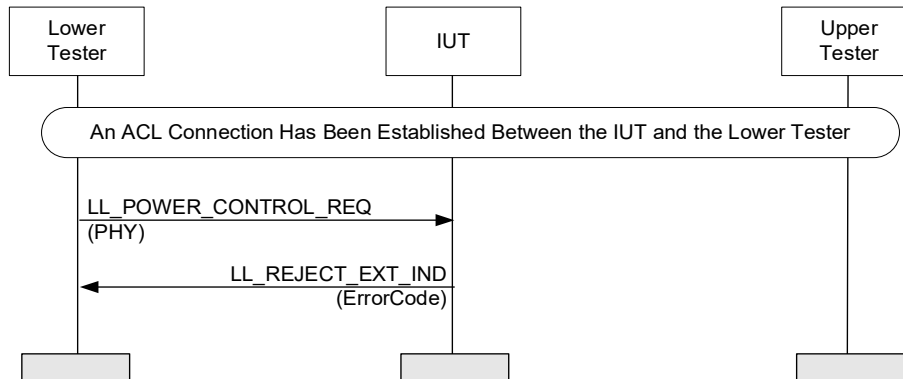 Lower
Tester
IUT
Upper
Tester
An ACL Connection Has Been Established Between the IUT and the Lower Tester
LL_POWER_CONTROL_REQ
(PHY)
LL_REJECT_EXT_IND
(ErrorCode)